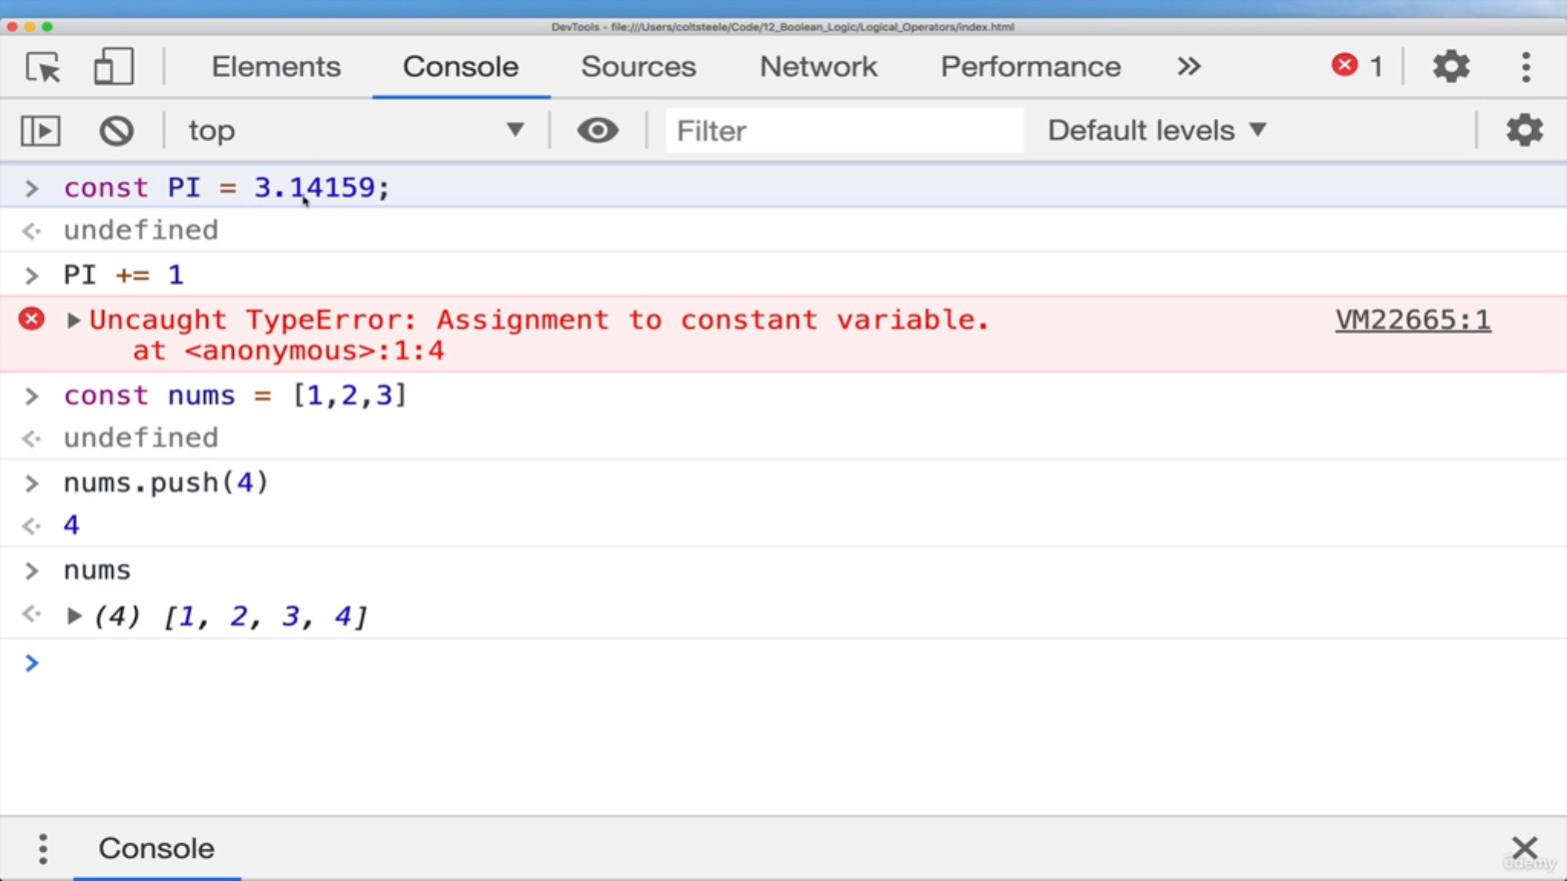 DevTools - file:///Users/coltsteele/Code/12_Boolean_Logic/Logical_Operators/index.html
Elements Console Sources Network Performance » 1
top Filter Default levels
> const PI = 3.14159;
undefined
> PI += 1
Uncaught TypeError: Assignment to constant variable. VM22665:1
at <anonymous>:1:4
> const nums = [1,2,3]
undefined
> nums.push(4)
4
> nums
(4) [1, 2, 3, 4]
>
Console
udemy